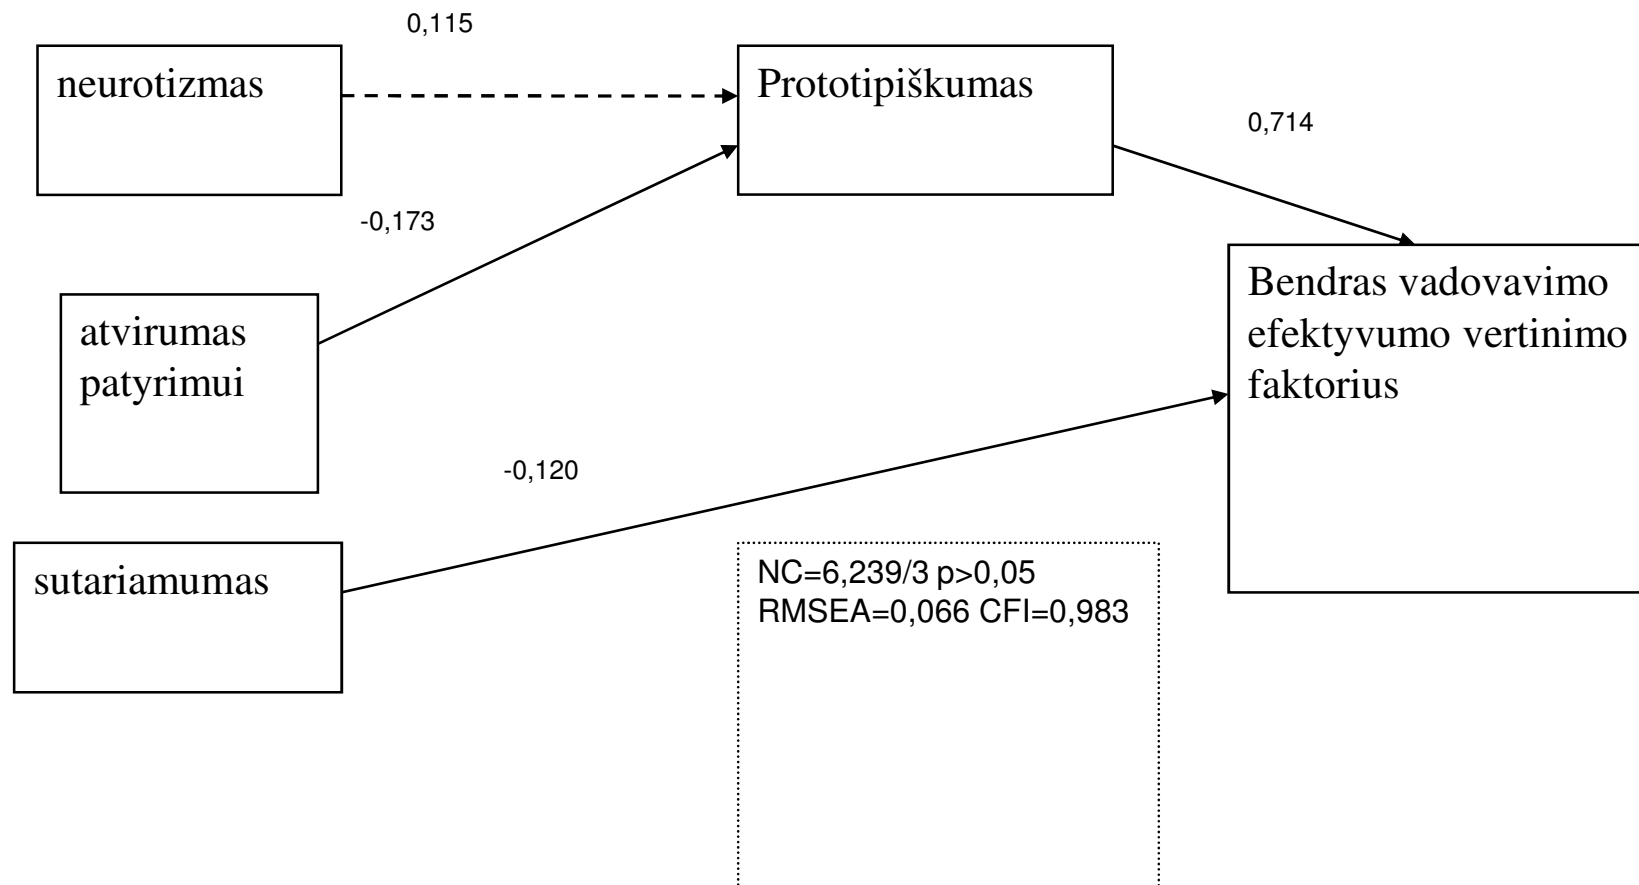 0,115
neurotizmas
Prototipiškumas
0,714
-0,173
Bendras vadovavimo
efektyvumo vertinimo
faktorius
atvirumas
patyrimui
-0,120
sutariamumas
NC=6,239/3 p>0,05
RMSEA=0,066 CFI=0,983